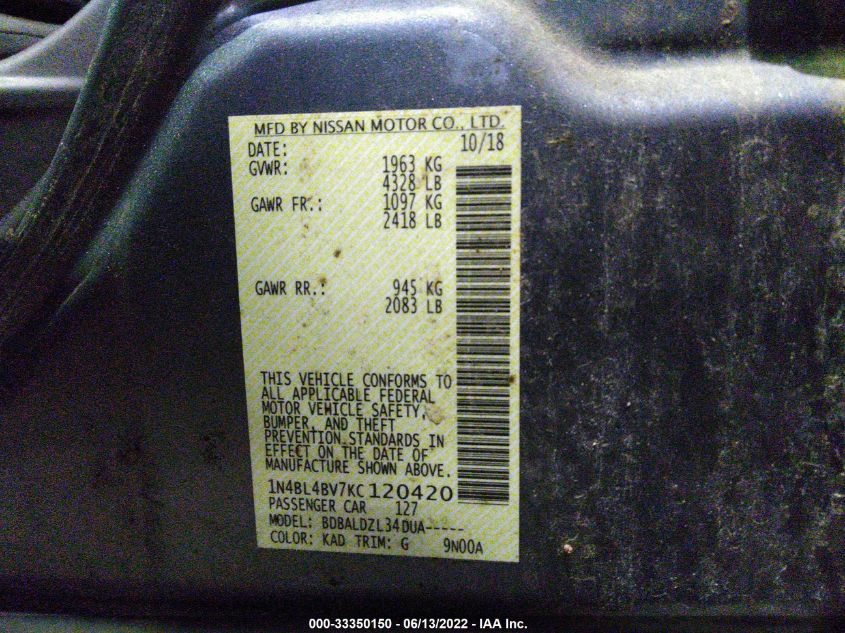 MFD BY NISSAN MOTOR CO., LTD.
DATE: 10/18
GVWR: 1963 KG
4328 LB
GAWR FR.: 1097 KG
2418 LB
GAWR RR.: 945 KG
2083 LB
THIS VEHICLE CONFORMS TO
ALL APPLICABLE FEDERAL
MOTOR VEHICLE SAFETY,
BUMPER, AND THEFT
PREVENTION STANDARDS IN
EFFECT ON THE DATE OF
MANUFACTURE SHOWN ABOVE.
1N4BL4BV7KC120420
PASSENGER CAR 127
MODEL: BDBALDZL34DUA-----
COLOR: KAD TRIM: G 9N00A
000-33350150 - 06/13/2022 - IAA Inc.